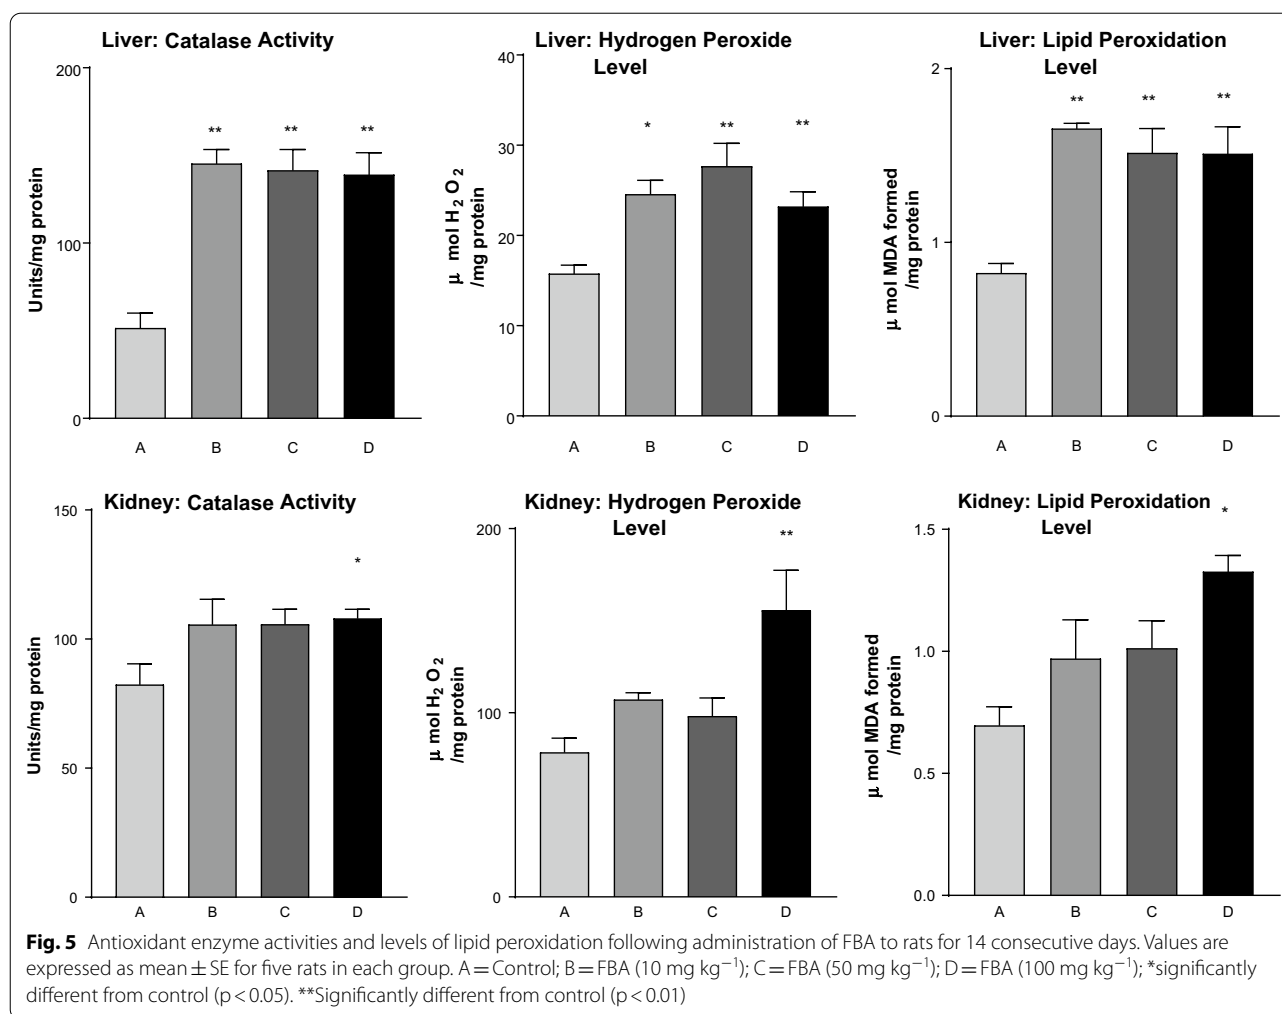 Liver: Catalase Activity
200
100
0
Units/mg protein
**
**
**
A B C D
Liver: Hydrogen Peroxide
Level
40
30
20
10
0
μ mol H2 O2
/mg protein
*
**
**
A B C D
Liver: Lipid Peroxidation
Level
2
1
0
μ mol MDA formed
/mg protein
**
**
**
A B C D
Kidney: Catalase Activity
150
100
50
0
Units/mg protein
*
A B C D
Kidney: Hydrogen Peroxide
Level
200
100
0
μ mol H2 O2
/mg protein
**
A B C D
Kidney: Lipid Peroxidation
Level
1.5
1.0
0.5
0.0
μ mol MDA formed
/mg protein
*
A B C D
Fig. 5 Antioxidant enzyme activities and levels of lipid peroxidation following administration of FBA to rats for 14 consecutive days. Values are
expressed as mean ± SE for five rats in each group. A = Control; B = FBA (10 mg kg−1); C = FBA (50 mg kg−1); D = FBA (100 mg kg−1); *significantly
different from control (p < 0.05). **Significantly different from control (p < 0.01)